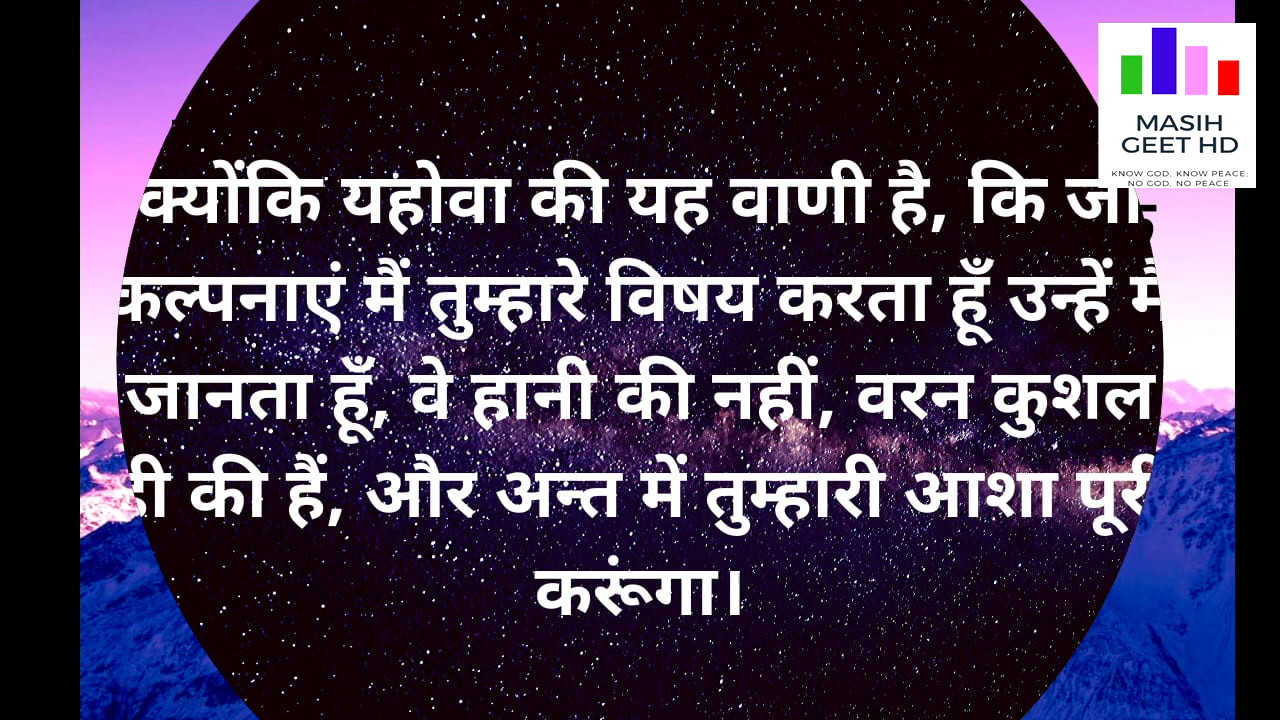 क्योंकि यहोवा की यह वाणी है, कि जो
कल्पनाएं मैं तुम्हारे विषय करता हूँ उन्हें मैं
जानता हूँ, वे हानी की नहीं, वरन कुशल
ही की हैं, और अन्त में तुम्हारी आशा पूरी
करूंगा।
MASIH
GEET HD
KNOW GOD, KNOW PEACE;
NO GOD, NO PEACE.